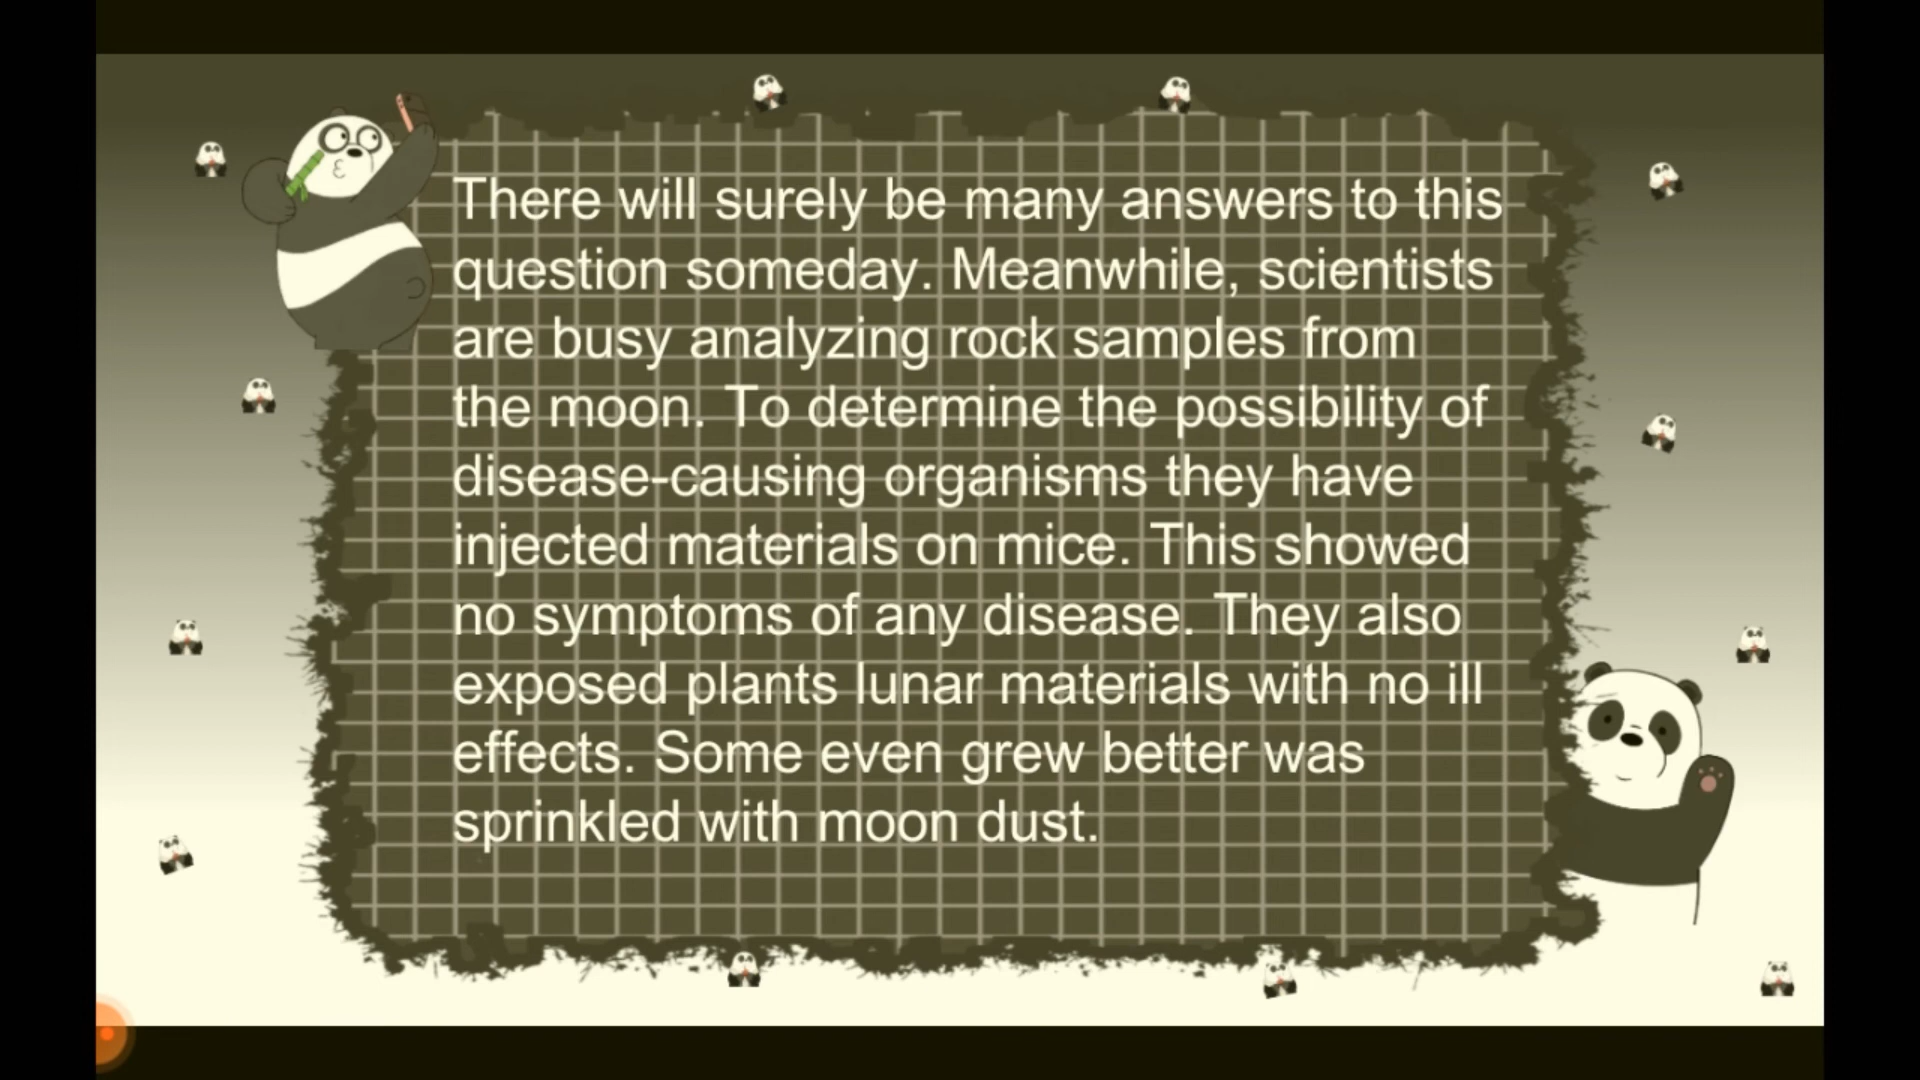 There will surely be many answers to this
question someday. Meanwhile, scientists
are busy analyzing rock samples from
the moon. To determine the possibility of
disease-causing organisms they have
injected materials on mice. This showed
no symptoms of any disease. They also
exposed plants lunar materials with no ill
effects. Some even grew better was
sprinkled with moon dust.